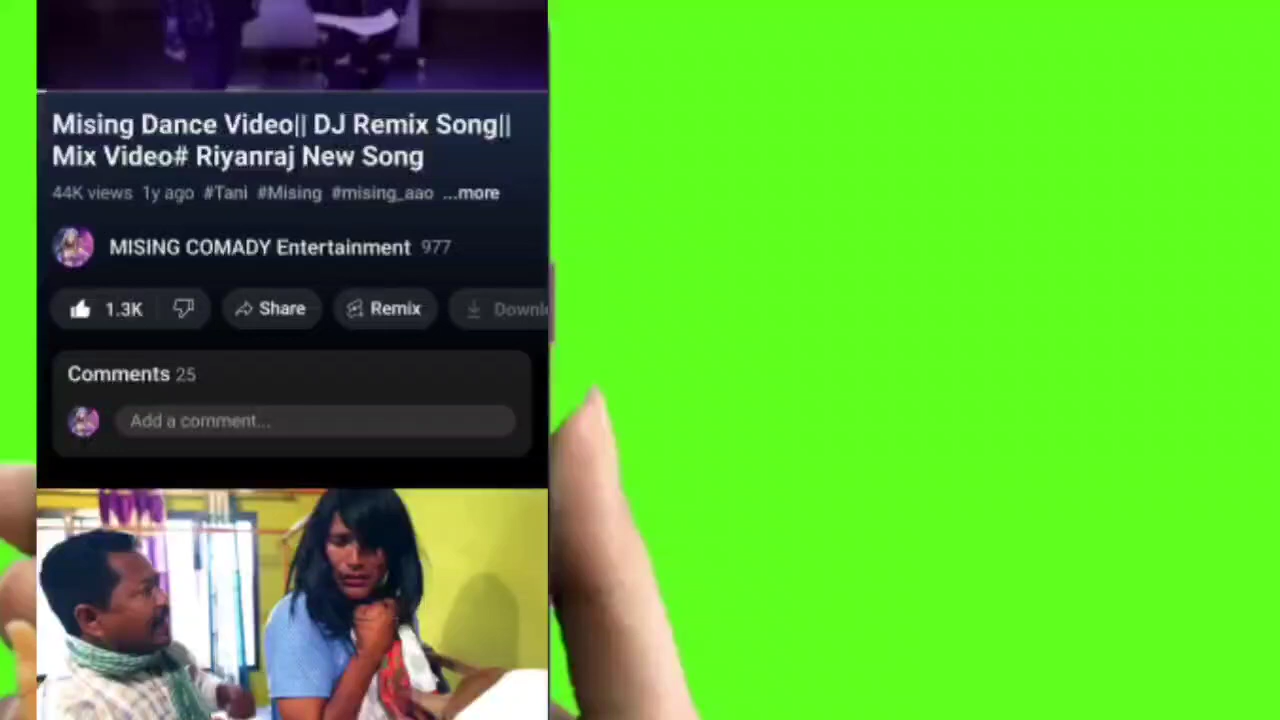 Mising Dance Video|| DJ Remix Song||
Mix Video# Riyanraj New Song
44K views 1y ago #Tani #Mising #mising_aao ...more
MISING COMADY Entertainment 977
1.3K Share Remix
Comments 25
Add a comment...